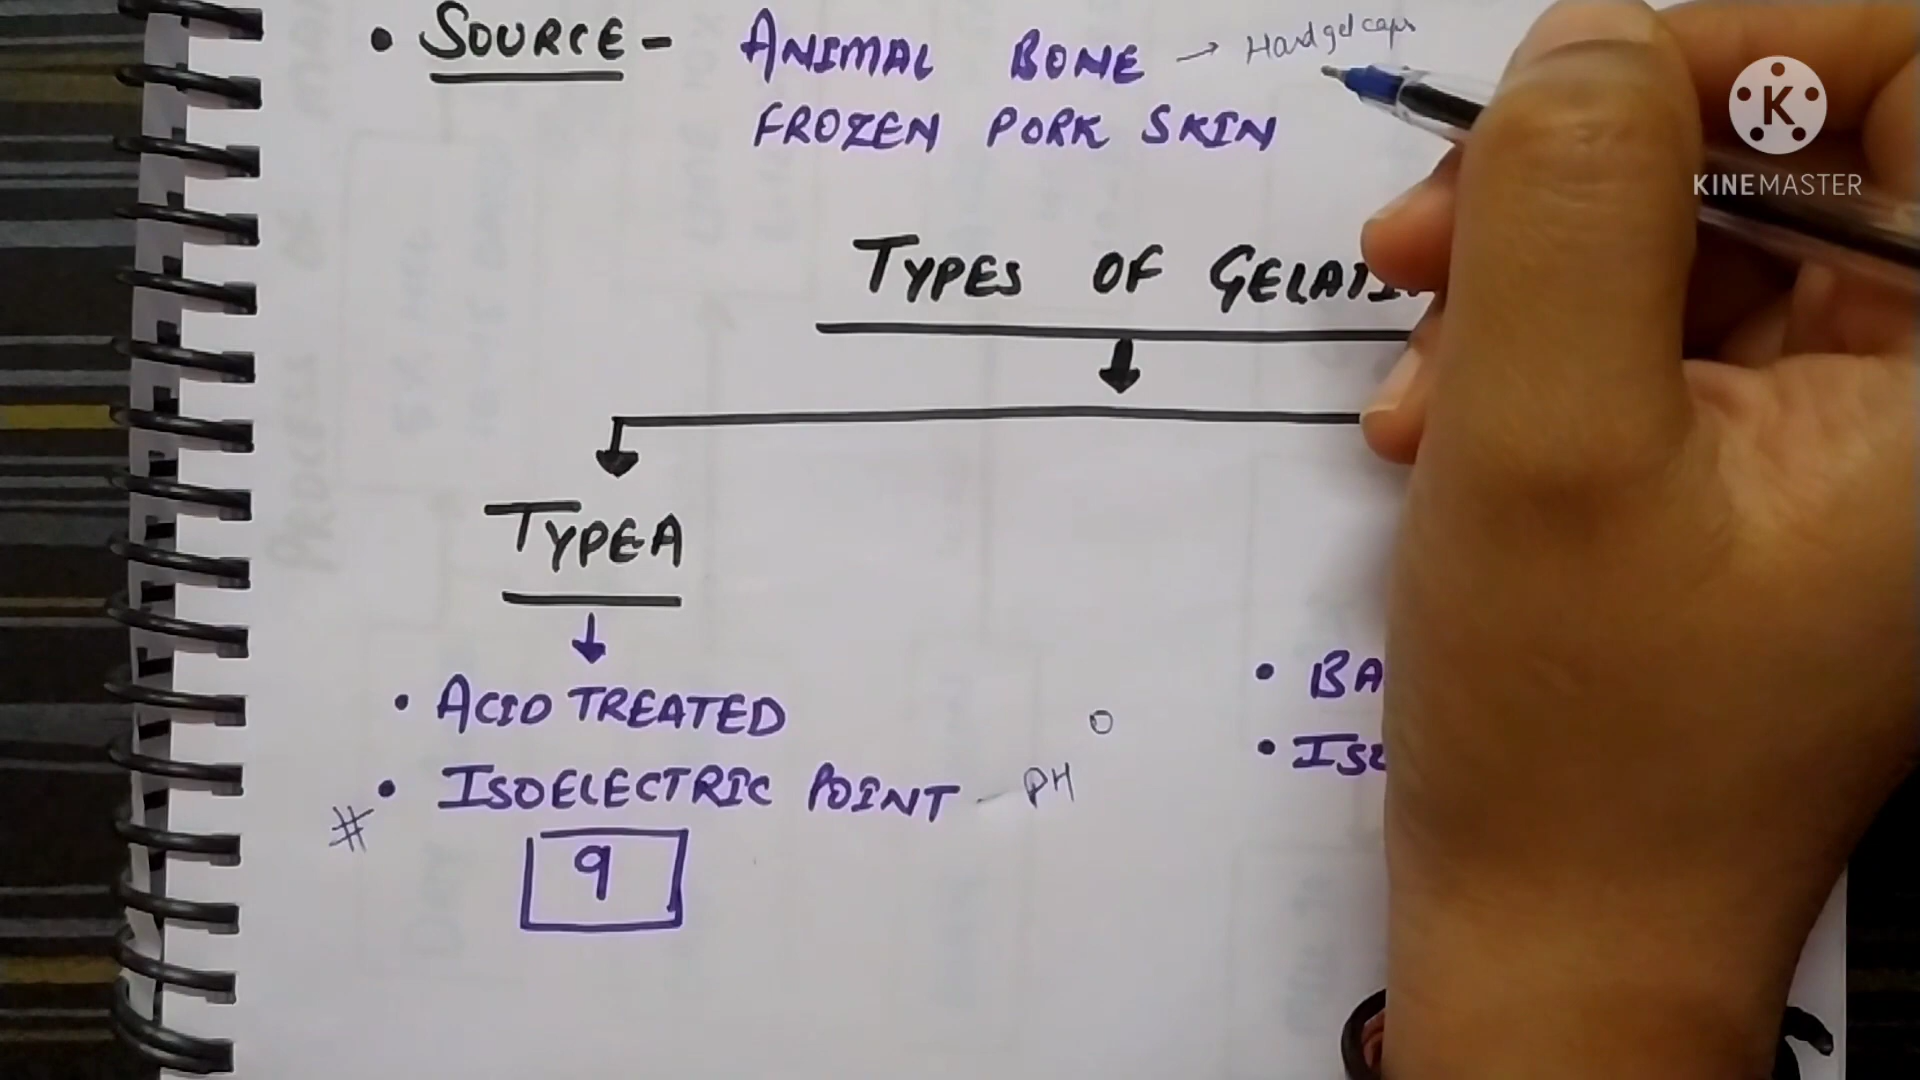 • SOURCE - ANIMAL BONE → Hard gel caps
FROZEN PORK SKIN
KINEMASTER
TYPES OF GELATI
TYPE A
• ACID TREATED
• BA
• ISOELECTRIC POINT - PH
• ISO
# 9